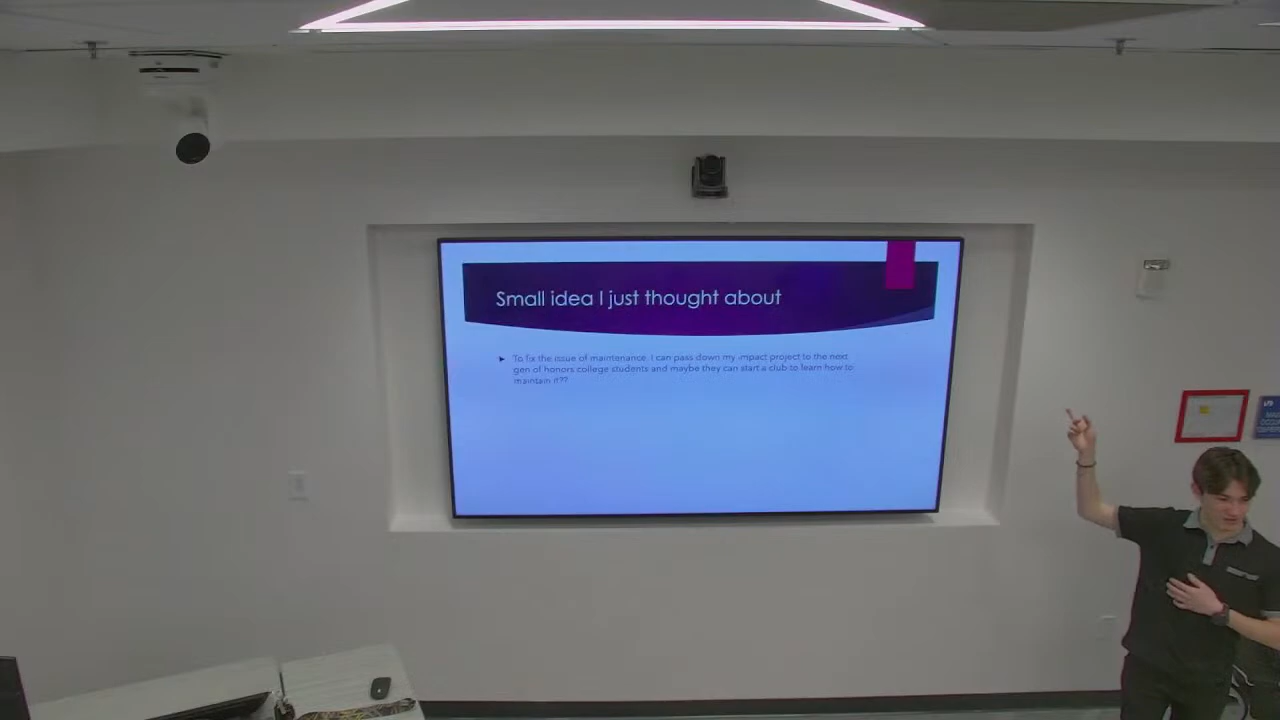 Small idea I just thought about
To fix the issue of maintenance. I can pass down my impact project to the next
gen of honors college students and maybe they can start a club to learn how to
maintain it??